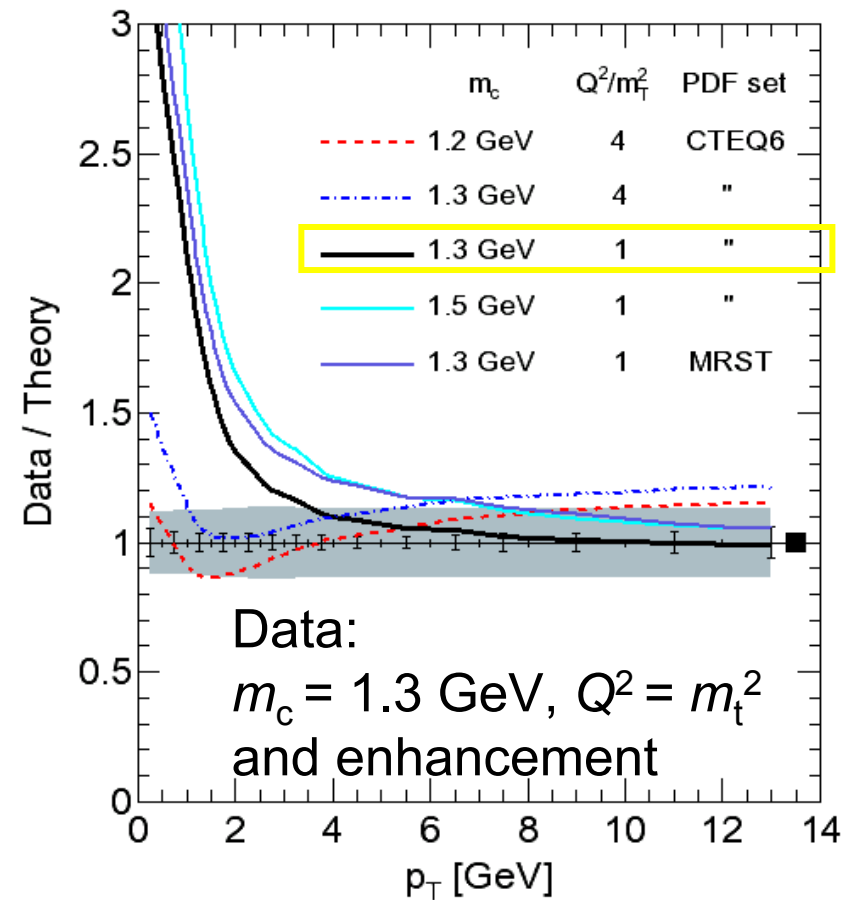 m_c Q²/m_T² PDF set
1.2 GeV 4 CTEQ6
1.3 GeV 4 "
1.3 GeV 1 "
1.5 GeV 1 "
1.3 GeV 1 MRST
Data / Theory
3
2.5
2
1.5
1
0.5
0
Data:
m_c = 1.3 GeV, Q² = m_t²
and enhancement
0 2 4 6 8 10 12 14
p_T [GeV]